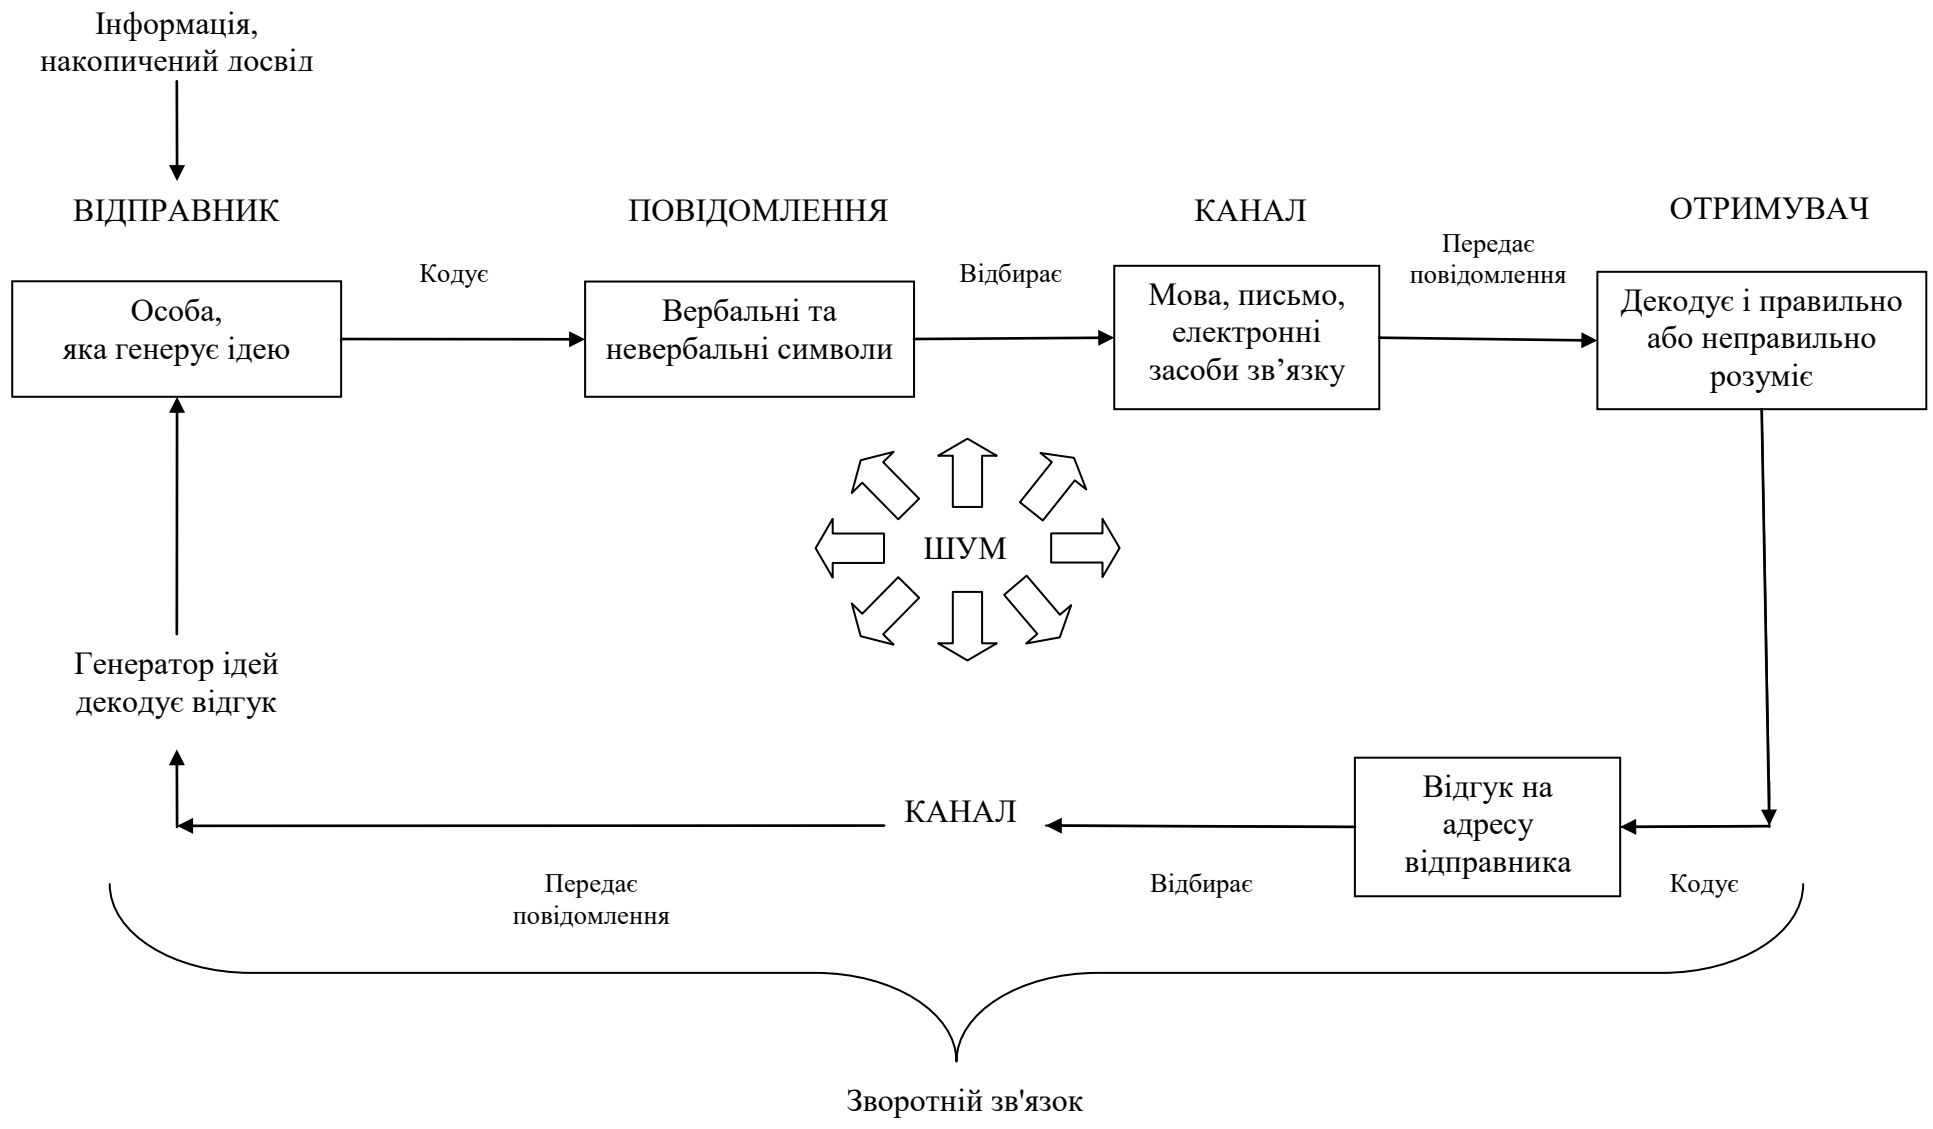 Інформація,
накопичений досвід
ВІДПРАВНИК
ПОВІДОМЛЕННЯ
КАНАЛ
ОТРИМУВАЧ
Кодує
Відбирає
Передає
повідомлення
Особа,
яка генерує ідею
Вербальні та
невербальні символи
Мова, письмо,
електронні
засоби зв’язку
Декодує і правильно
або неправильно
розуміє
ШУМ
Генератор ідей
декодує відгук
КАНАЛ
Відгук на
адресу
відправника
Передає
повідомлення
Відбирає
Кодує
Зворотній зв'язок